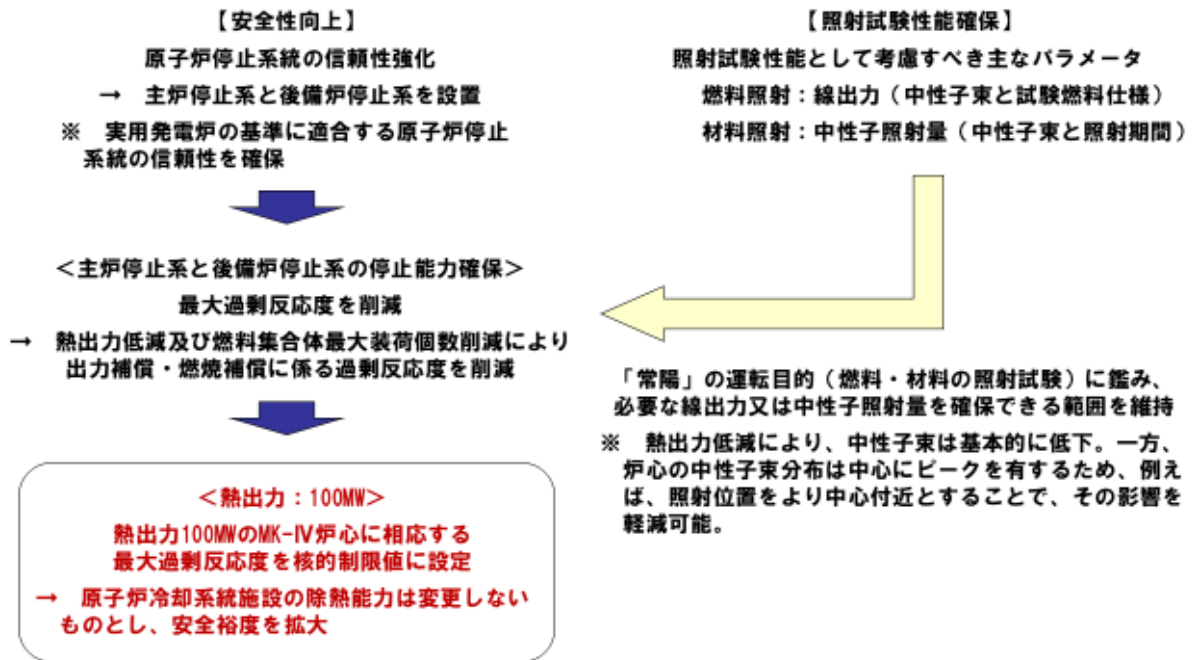 【安全性向上】
原子炉停止系統の信頼性強化
→ 主炉停止系と後備炉停止系を設置
※ 実用発電炉の基準に適合する原子炉停止
系統の信頼性を確保
＜主炉停止系と後備炉停止系の停止能力確保＞
最大過剰反応度を削減
→ 熱出力低減及び燃料集合体最大装荷個数削減により
出力補償・燃焼補償に係る過剰反応度を削減
＜熱出力：100MW＞
熱出力100MWのMK-Ⅳ炉心に相応する
最大過剰反応度を核的制限値に設定
→ 原子炉冷却系統施設の除熱能力は変更しない
ものとし、安全裕度を拡大
【照射試験性能確保】
照射試験性能として考慮すべき主なパラメータ
燃料照射：線出力（中性子束と試験燃料仕様）
材料照射：中性子照射量（中性子束と照射期間）
「常陽」の運転目的（燃料・材料の照射試験）に鑑み、
必要な線出力又は中性子照射量を確保できる範囲を維持
※ 熱出力低減により、中性子束は基本的に低下。一方、
炉心の中性子束分布は中心にピークを有するため、例え
ば、照射位置をより中心付近とすることで、その影響を
軽減可能。